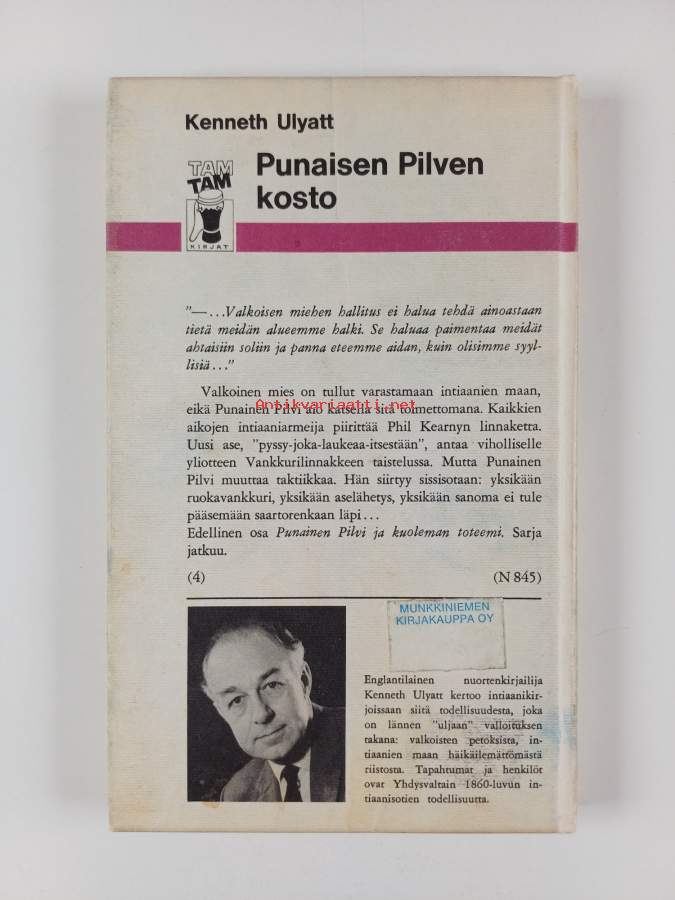 Kenneth Ulyatt
TAM
TAM
KIRJAT
Punaisen Pilven
kosto
"—...Valkoisen miehen hallitus ei halua tehdä ainoastaan
tietä meidän alueemme halki. Se haluaa paimentaa meidät
ahtaisiin soliin ja panna eteemme aidan, kuin olisimme syyl-
lisiä..."
Valkoinen mies on tullut varastamaan intiaanien maan,
eikä Punainen Pilvi aio katsella sitä toimettomana. Kaikkien
Antikvariaatti.net
aikojen intiaaniarmeija piirittää Phil Kearnyn linnaketta.
Uusi ase, "pyssy-joka-laukeaa-itsestään", antaa viholliselle
yliotteen Vankkurilinnakkeen taistelussa. Mutta Punainen
Pilvi muuttaa taktiikkaa. Hän siirtyy sissisotaan: yksikään
ruokavankkuri, yksikään aselähetys, yksikään sanoma ei tule
pääsemään saartorenkaan läpi...
Edellinen osa Punainen Pilvi ja kuoleman toteemi. Sarja
jatkuu.
(4) (N 845)
MUNKKINIEMEN
KIRJAKAUPPA OY
Englantilainen nuortenkirjailija
Kenneth Ulyatt kertoo intiaanikir-
joissaan siitä todellisuudesta, joka
on lännen "uljaan" valloituksen
takana: valkoisten petoksista, in-
tiaanien maan häikäilemättömästä
riistosta. Tapahtumat ja henkilöt
ovat Yhdysvaltain 1860-luvun in-
tiaanisotien todellisuutta.